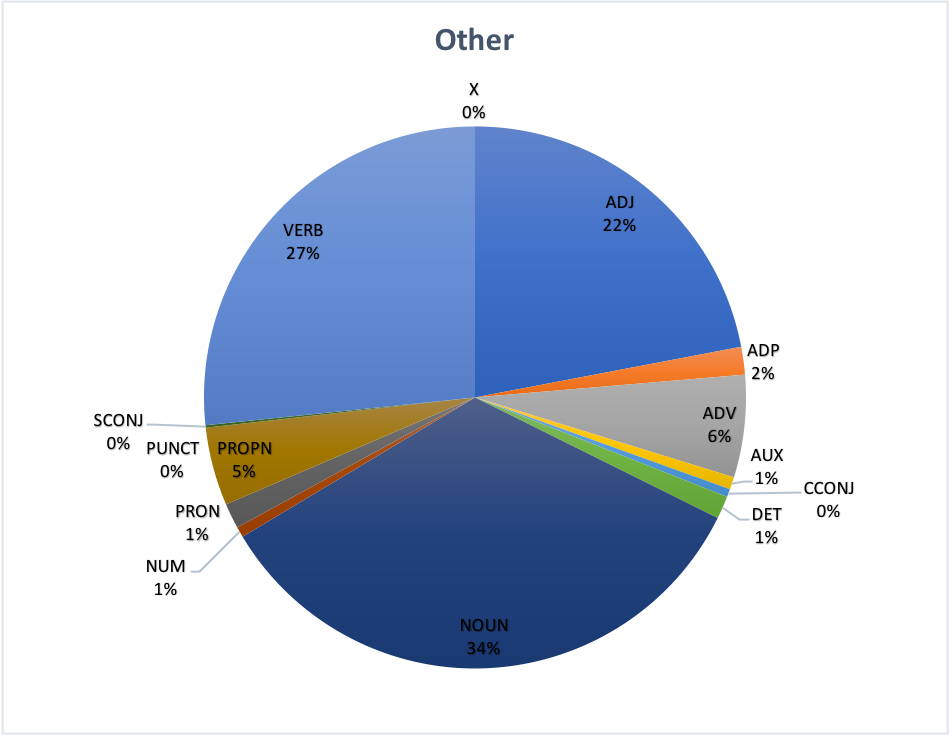 Other
X
0%
ADJ
22%
VERB
27%
ADP
2%
ADV
6%
SCONJ
0%
PUNCT
0%
PROPN
5%
AUX
1%
CCONJ
0%
PRON
1%
DET
1%
NUM
1%
NOUN
34%